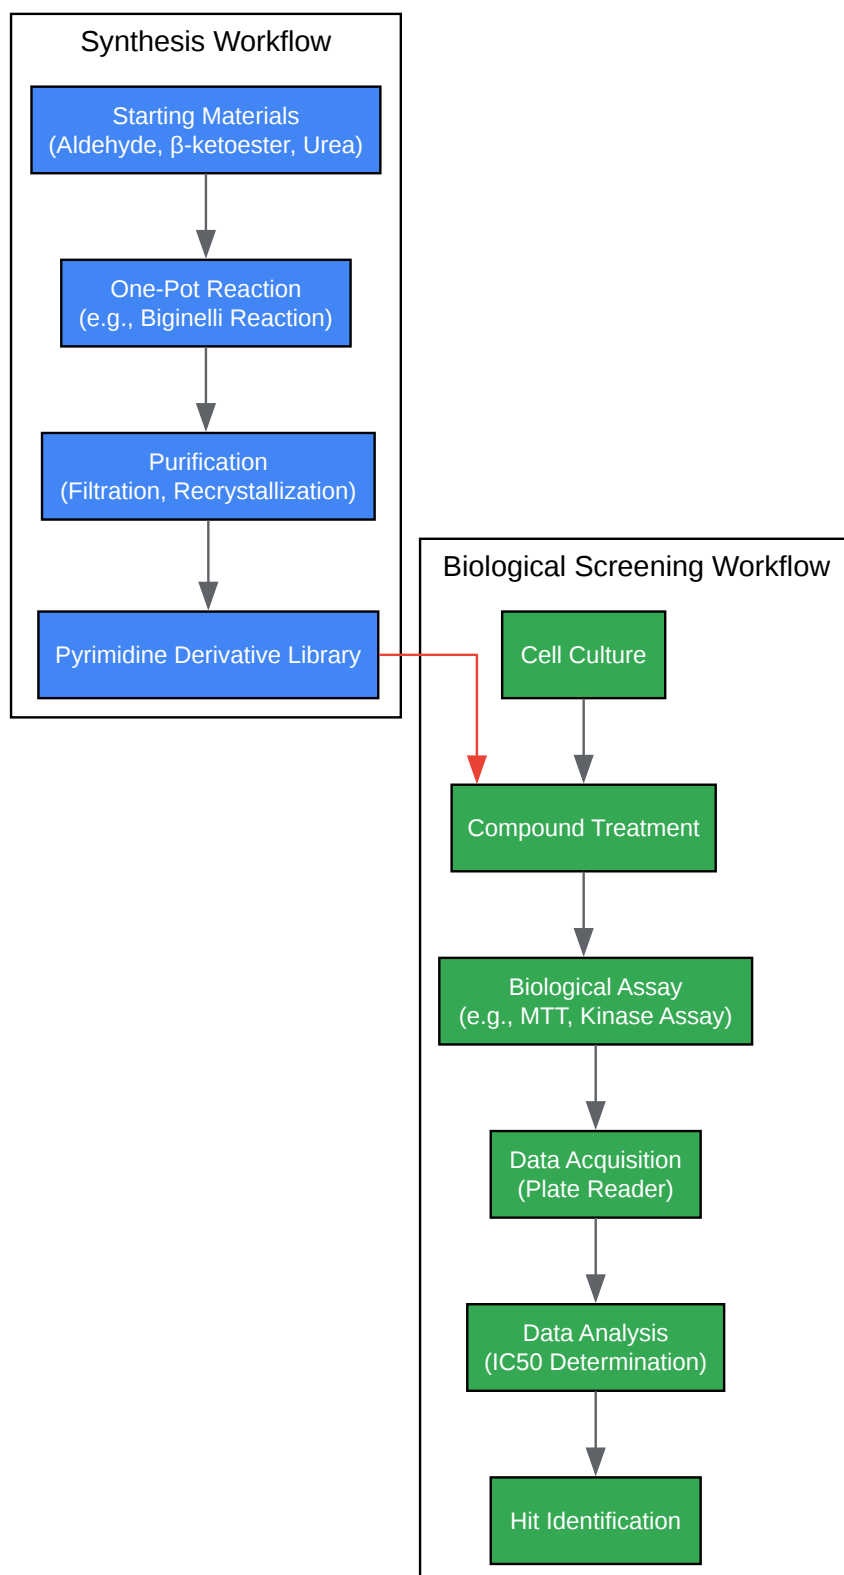 Synthesis Workflow
Starting Materials
(Aldehyde, β-ketoester, Urea)
One-Pot Reaction
(e.g., Biginelli Reaction)
Purification
(Filtration, Recrystallization)
Pyrimidine Derivative Library
Biological Screening Workflow
Cell Culture
Compound Treatment
Biological Assay
(e.g., MTT, Kinase Assay)
Data Acquisition
(Plate Reader)
Data Analysis
(IC50 Determination)
Hit Identification